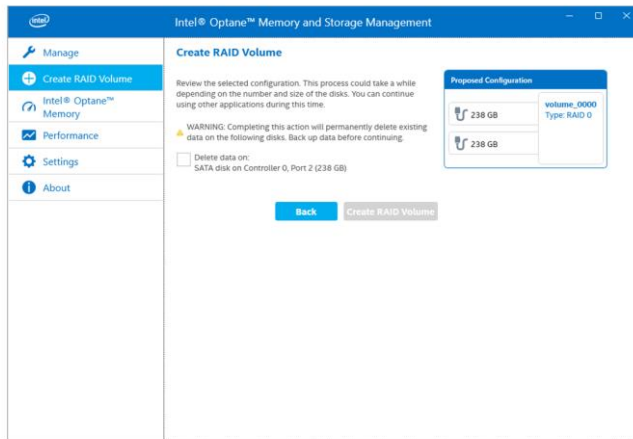 intel
Intel® Optane™ Memory and Storage Management
Manage
Create RAID Volume
Intel® Optane™
Memory
Performance
Settings
About
Create RAID Volume
Review the selected configuration. This process could take a while
depending on the number and size of the disks. You can continue
using other applications during this time.
WARNING: Completing this action will permanently delete existing
data on the following disks. Back up data before continuing.
Delete data on:
SATA disk on Controller 0, Port 2 (238 GB)
Back
Create RAID Volume
Proposed Configuration
238 GB
238 GB
volume_0000
Type: RAID 0